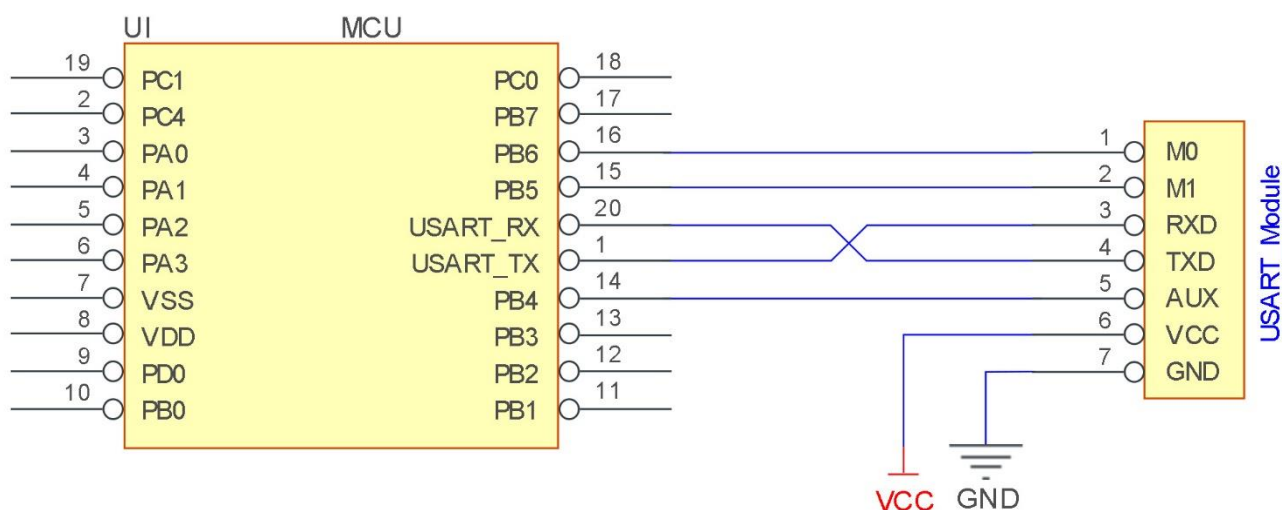 UI MCU
19 PC1 PC0 18
2 PC4 PB7 17
3 PA0 PB6 16 1 M0
4 PA1 PB5 15 2 M1
5 PA2 USART_RX 20 3 RXD
6 PA3 USART_TX 1 4 TXD
7 VSS PB4 14 5 AUX
8 VDD PB3 13 6 VCC
9 PD0 PB2 12 7 GND
10 PB0 PB1 11
USART Module
VCC GND